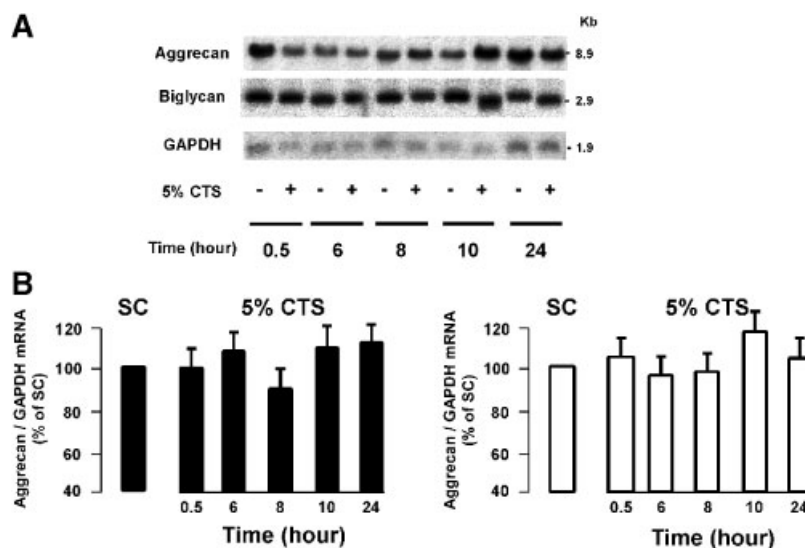 A
Kb
Aggrecan - 8.9
Biglycan - 2.9
GAPDH - 1.9
5% CTS - + - + - + - + - +
Time (hour) 0.5 6 8 10 24
B
SC 5% CTS
Aggrecan / GAPDH mRNA
(% of SC)
120
100
80
60
40
0.5 6 8 10 24
Time (hour)
SC 5% CTS
Aggrecan / GAPDH mRNA
(% of SC)
120
100
80
60
40
0.5 6 8 10 24
Time (hour)